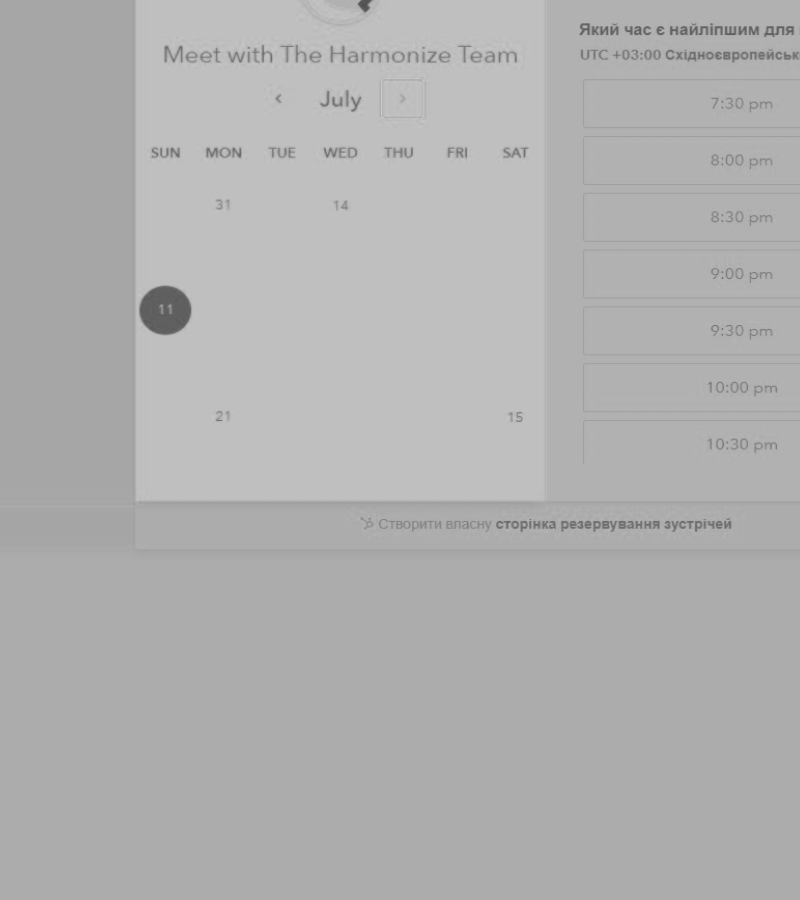 Meet with The Harmonize Team
July
SUN MON TUE WED THU FRI SAT
31 14
11
21 15
Який час є найліпшим для
UTC +03:00
7:30 pm
8:00 pm
8:30 pm
9:00 pm
9:30 pm
10:00 pm
10:30 pm
Створити власну сторінка резервування зустрічей